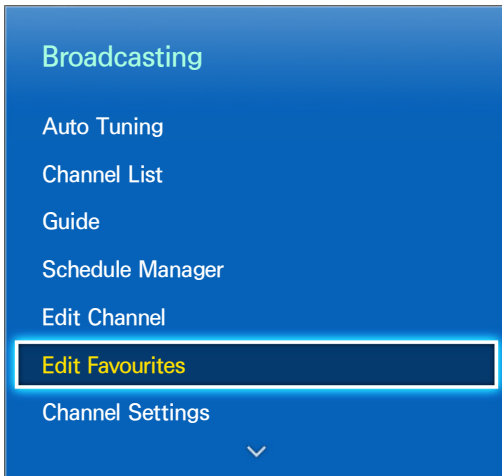 Broadcasting
Auto Tuning
Channel List
Guide
Schedule Manager
Edit Channel
Edit Favourites
Channel Settings